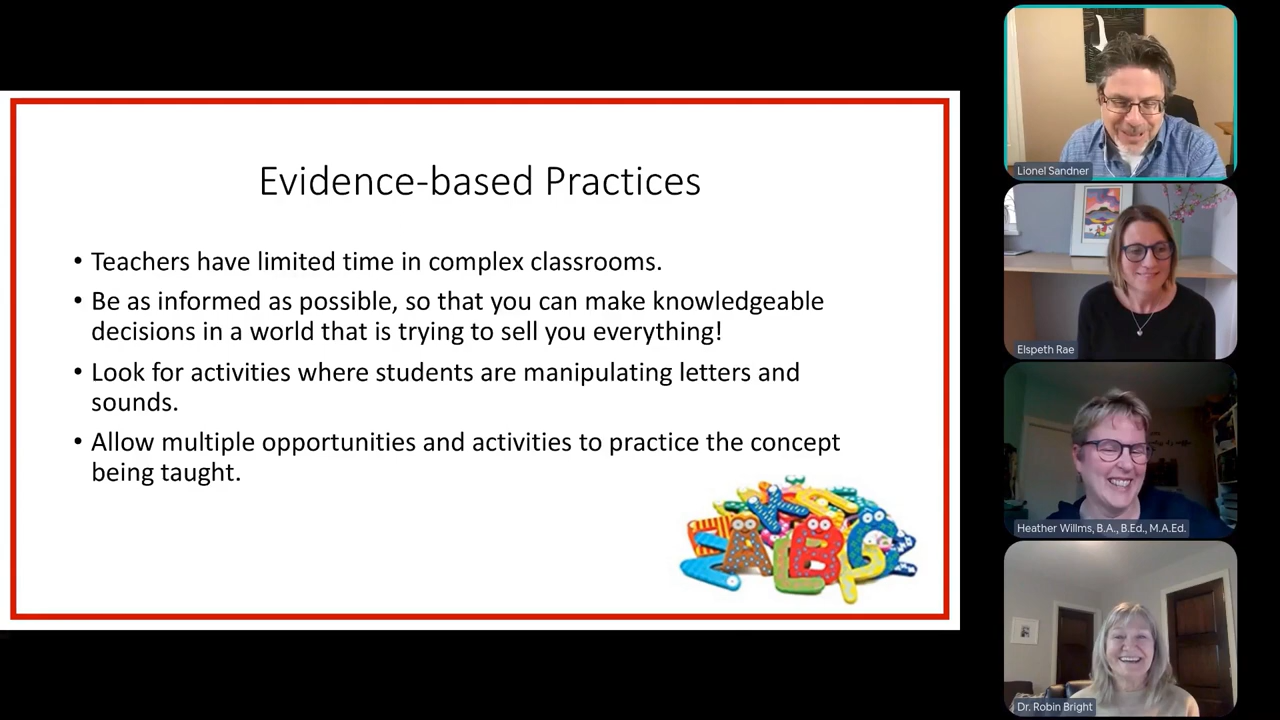 Evidence-based Practices
• Teachers have limited time in complex classrooms.
• Be as informed as possible, so that you can make knowledgeable
decisions in a world that is trying to sell you everything!
• Look for activities where students are manipulating letters and
sounds.
• Allow multiple opportunities and activities to practice the concept
being taught.
Lionel Sandner
Elspeth Rae
Heather Willms, B.A., B.Ed., M.A.Ed.
Dr. Robin Bright